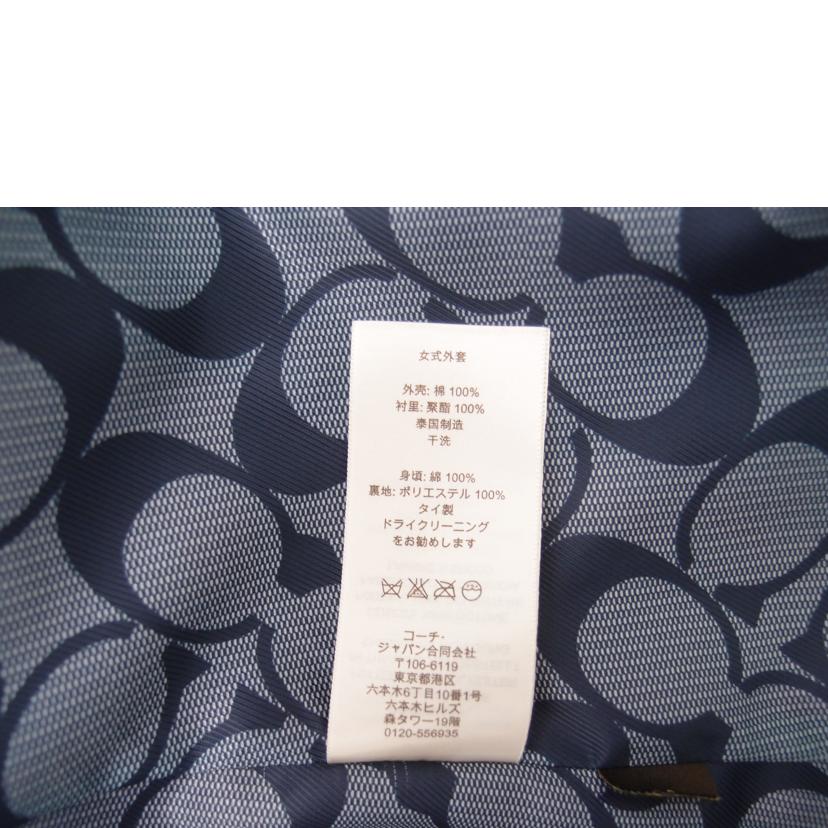 女式外套
外壳: 棉 100%
衬里: 聚酯 100%
泰国制造
干洗
身頃: 綿 100%
裏地: ポリエステル 100%
タイ製
ドライクリーニング
をお勧めします
コーチ・
ジャパン合同会社
〒106-6119
東京都港区
六本木6丁目10番1号
六本木ヒルズ
森タワー19階
0120-556935